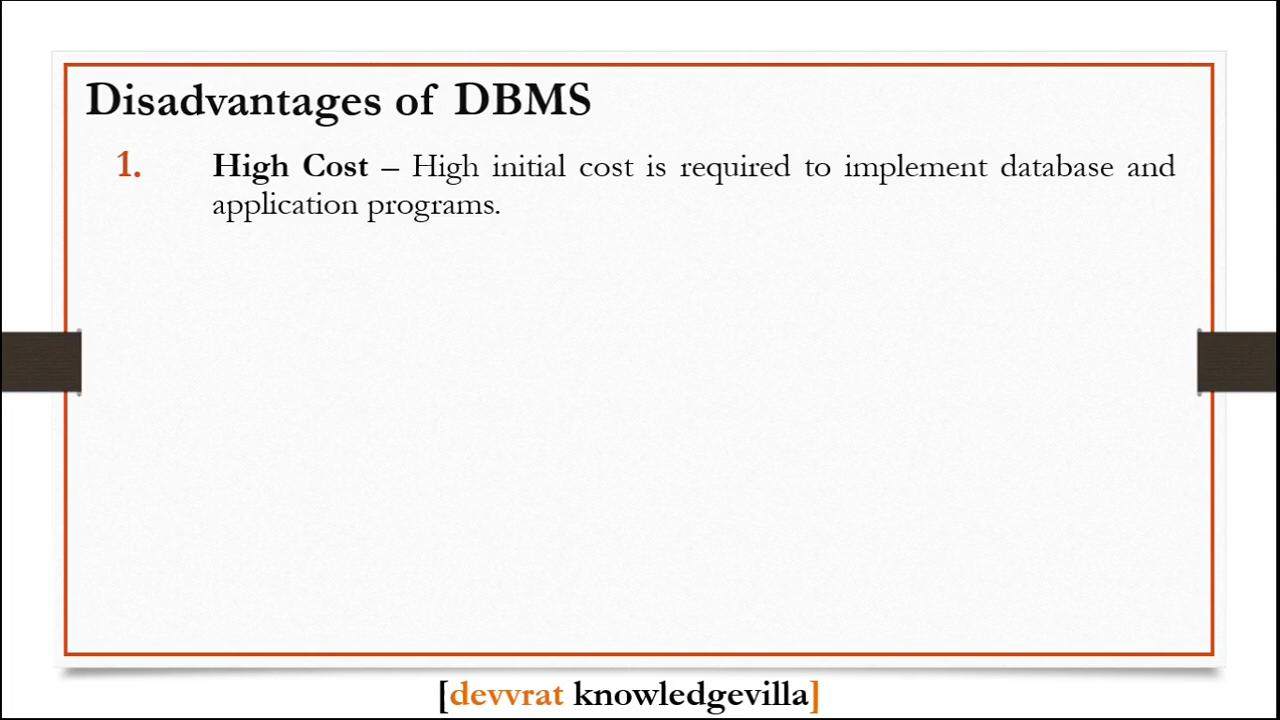 Disadvantages of DBMS
1. High Cost – High initial cost is required to implement database and
application programs.
[devvrat knowledgevilla]